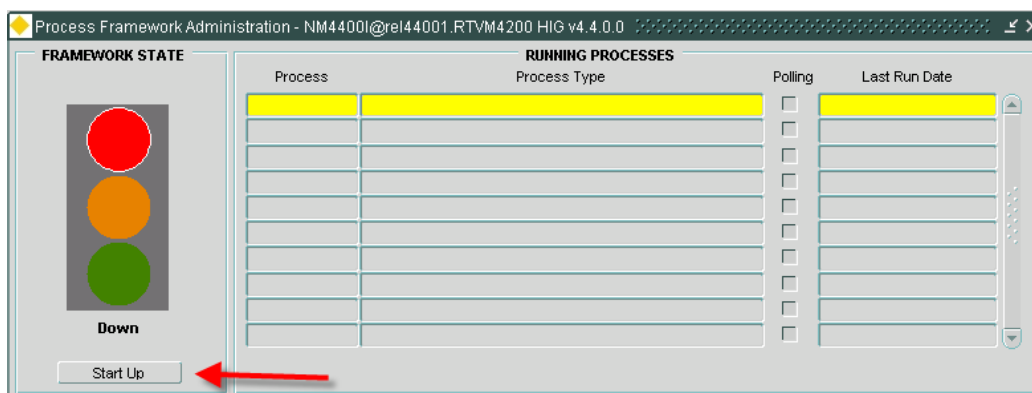 Process Framework Administration - NM4400I@rel44001.RTVM4200 HIG v4.4.0.0
FRAMEWORK STATE
RUNNING PROCESSES
Process Process Type Polling Last Run Date
Down
Start Up